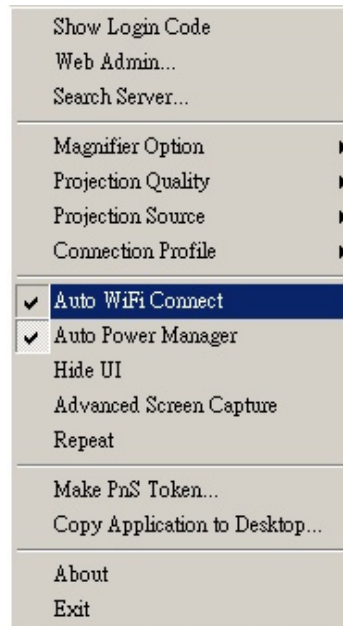 Show Login Code
Web Admin...
Search Server...
Magnifier Option
Projection Quality
Projection Source
Connection Profile
Auto WiFi Connect
Auto Power Manager
Hide UI
Advanced Screen Capture
Repeat
Make PnS Token...
Copy Application to Desktop...
About
Exit